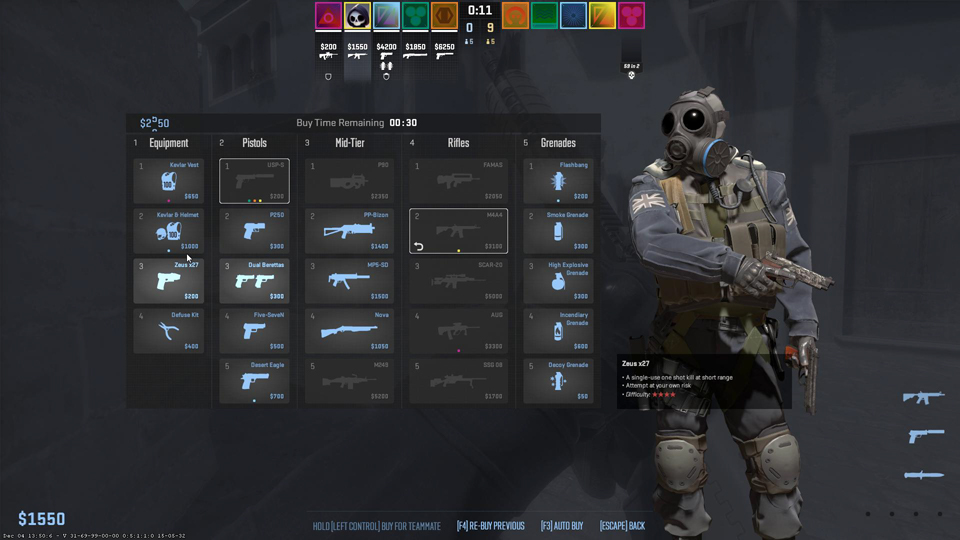 0:11
0 9
5 5
$200 $1550 $4200 $1850 $6250
Buy Time Remaining 00:30
1 Equipment 2 Pistols 3 Mid-Tier 4 Rifles 5 Grenades
1 Kevlar Vest $650
2 Kevlar & Helmet $1000
3 Zeus x27 $200
4 Defuse Kit $400
1 USP-S $200
2 P250 $300
3 Dual Berettas $300
4 Five-SeveN $500
5 Desert Eagle $700
1 P90 $2350
2 PP-Bizon $1400
3 MP5-SD $1500
4 Nova $1050
5 M249 $5200
1 FAMAS
2 M4A4 $3100
3 SCAR-20 $5000
4 AUG $3300
5 SSG 08 $1700
1 Flashbang $200
2 Smoke Grenade $300
3 High Explosive
Grenade
$300
4 Incendiary
Grenade
$600
5 Decoy Grenade $50
Zeus x27
• A single-use one shot kill at short range
• Attempt at your own risk
• Difficulty: ★★★★
$1550
HOLD [LEFT CONTROL] BUY FOR TEAMMATE [F4] RE-BUY PREVIOUS [F3] AUTO BUY [ESCAPE] BACK